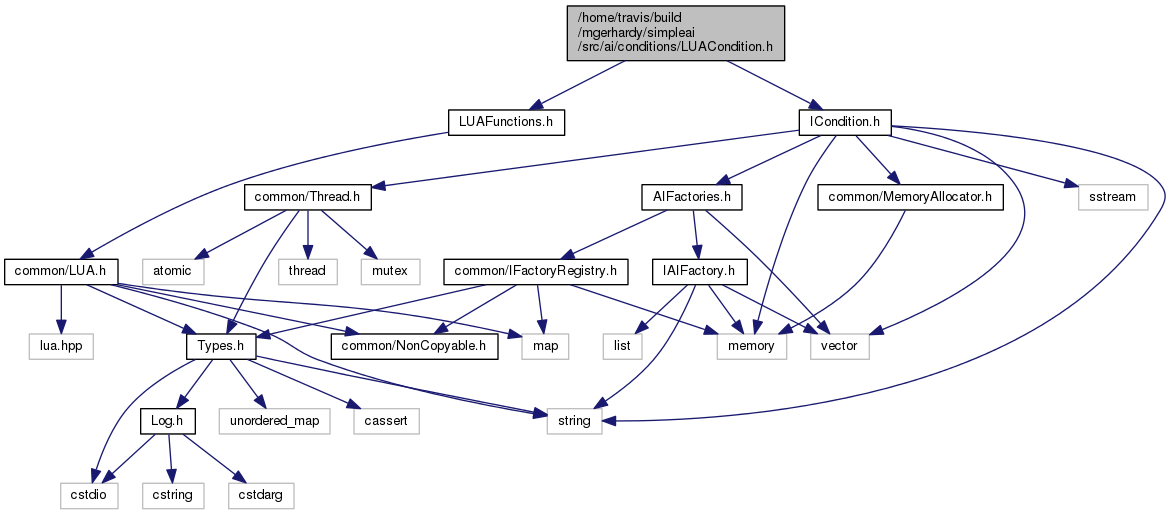 /home/travis/build
/mgerhardy/simpleai
/src/ai/conditions/LUACondition.h
LUAFunctions.h
ICondition.h
common/Thread.h
AIFactories.h
common/MemoryAllocator.h
sstream
common/LUA.h
atomic
thread
mutex
common/IFactoryRegistry.h
IAIFactory.h
lua.hpp
Types.h
common/NonCopyable.h
map
list
memory
vector
Log.h
unordered_map
cassert
string
cstdio
cstring
cstdarg